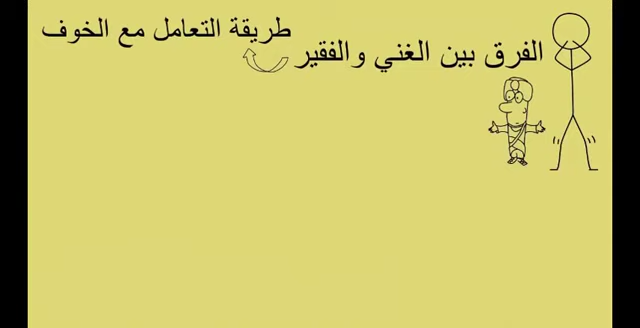 الفرق بين الغني والفقير
طريقة التعامل مع الخوف